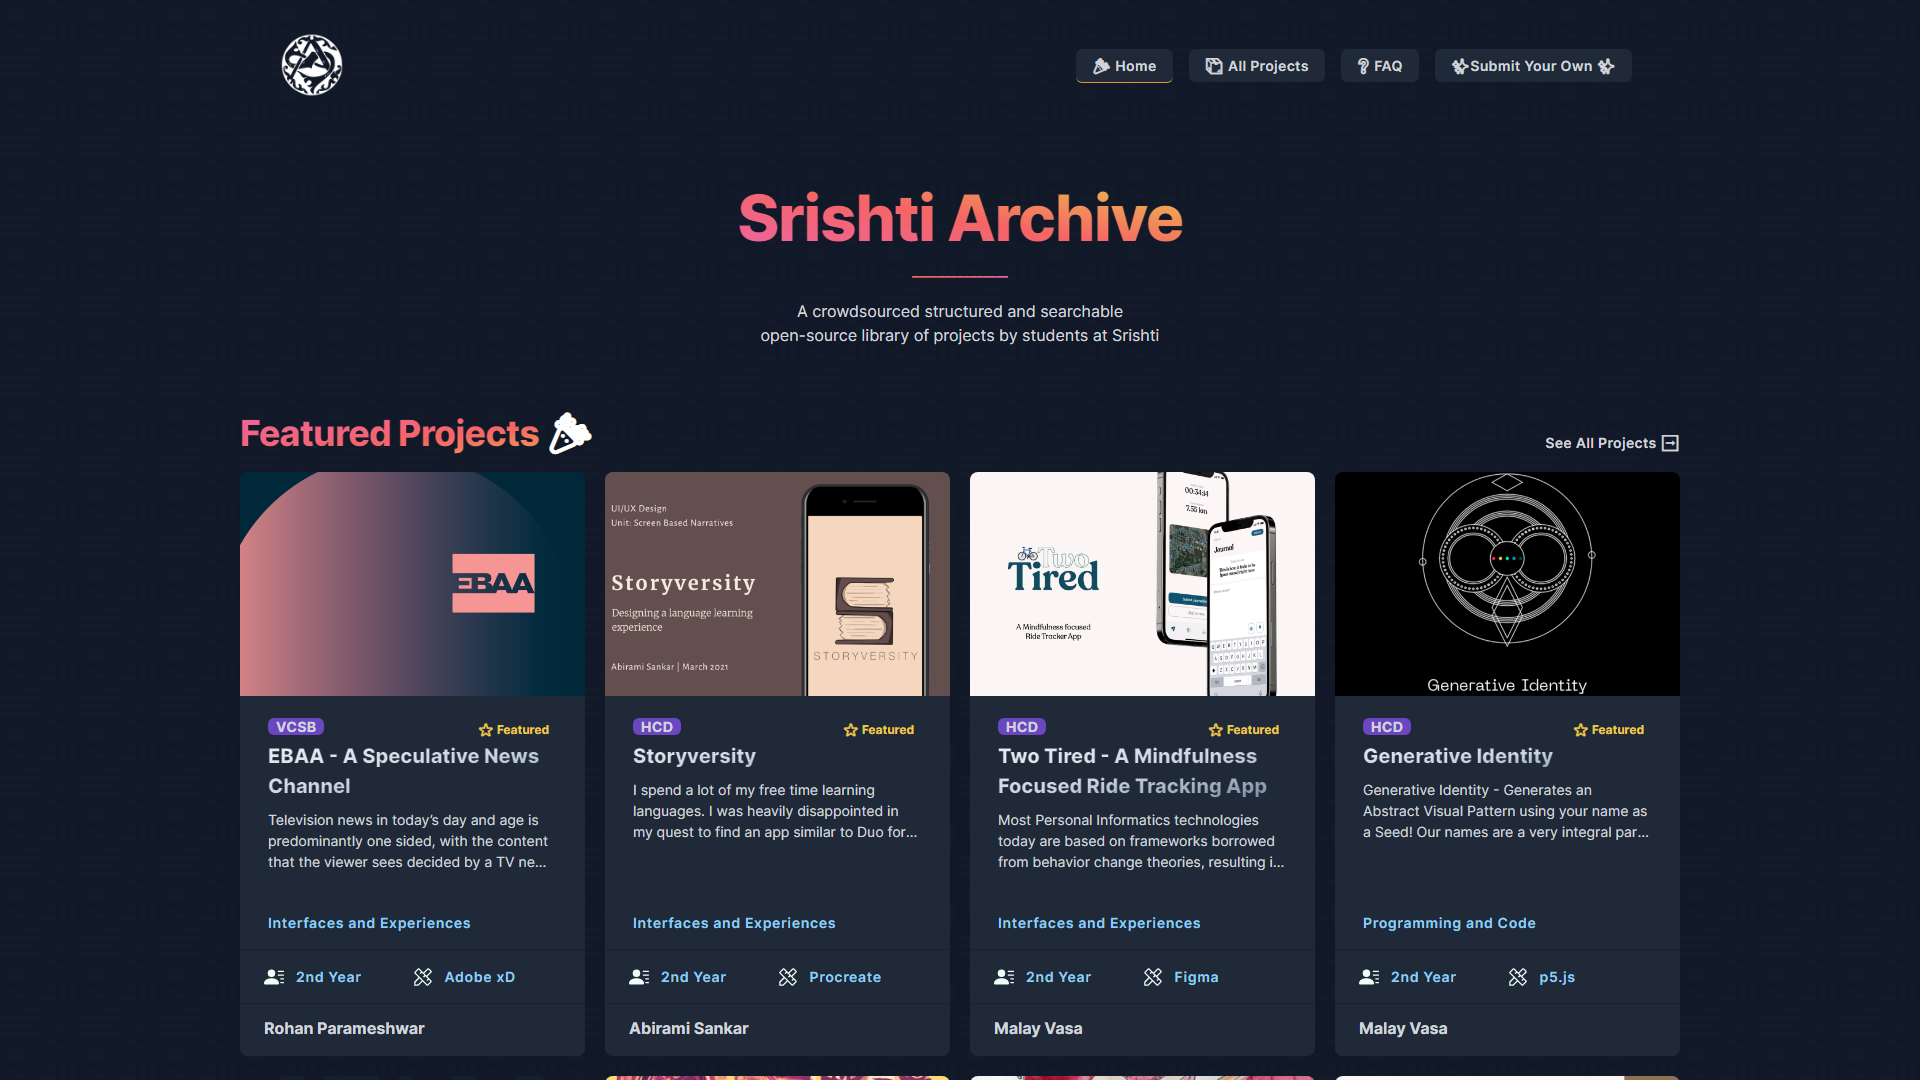 Home
All Projects
FAQ
Submit Your Own
Srishti Archive
A crowdsourced structured and searchable
open-source library of projects by students at Srishti
Featured Projects
See All Projects
EBAA
UI/UX Design
Unit: Screen Based Narratives
Storyversity
Designing a language learning
experience
Abirami Sankar | March 2021
STORYVERSITY
Two
Tired
A Mindfulness focused
Ride Tracker App
7.55 km
Journal
Generative Identity
VCSB
Featured
EBAA - A Speculative News
Channel
Television news in today’s day and age is
predominantly one sided, with the content
that the viewer sees decided by a TV ne...
Interfaces and Experiences
2nd Year
Adobe xD
Rohan Parameshwar
HCD
Featured
Storyversity
I spend a lot of my free time learning
languages. I was heavily disappointed in
my quest to find an app similar to Duo for...
Interfaces and Experiences
2nd Year
Procreate
Abirami Sankar
HCD
Featured
Two Tired - A Mindfulness
Focused Ride Tracking App
Most Personal Informatics technologies
today are based on frameworks borrowed
from behavior change theories, resulting i...
Interfaces and Experiences
2nd Year
Figma
Malay Vasa
HCD
Featured
Generative Identity
Generative Identity - Generates an
Abstract Visual Pattern using your name as
a Seed! Our names are a very integral par...
Programming and Code
2nd Year
p5.js
Malay Vasa